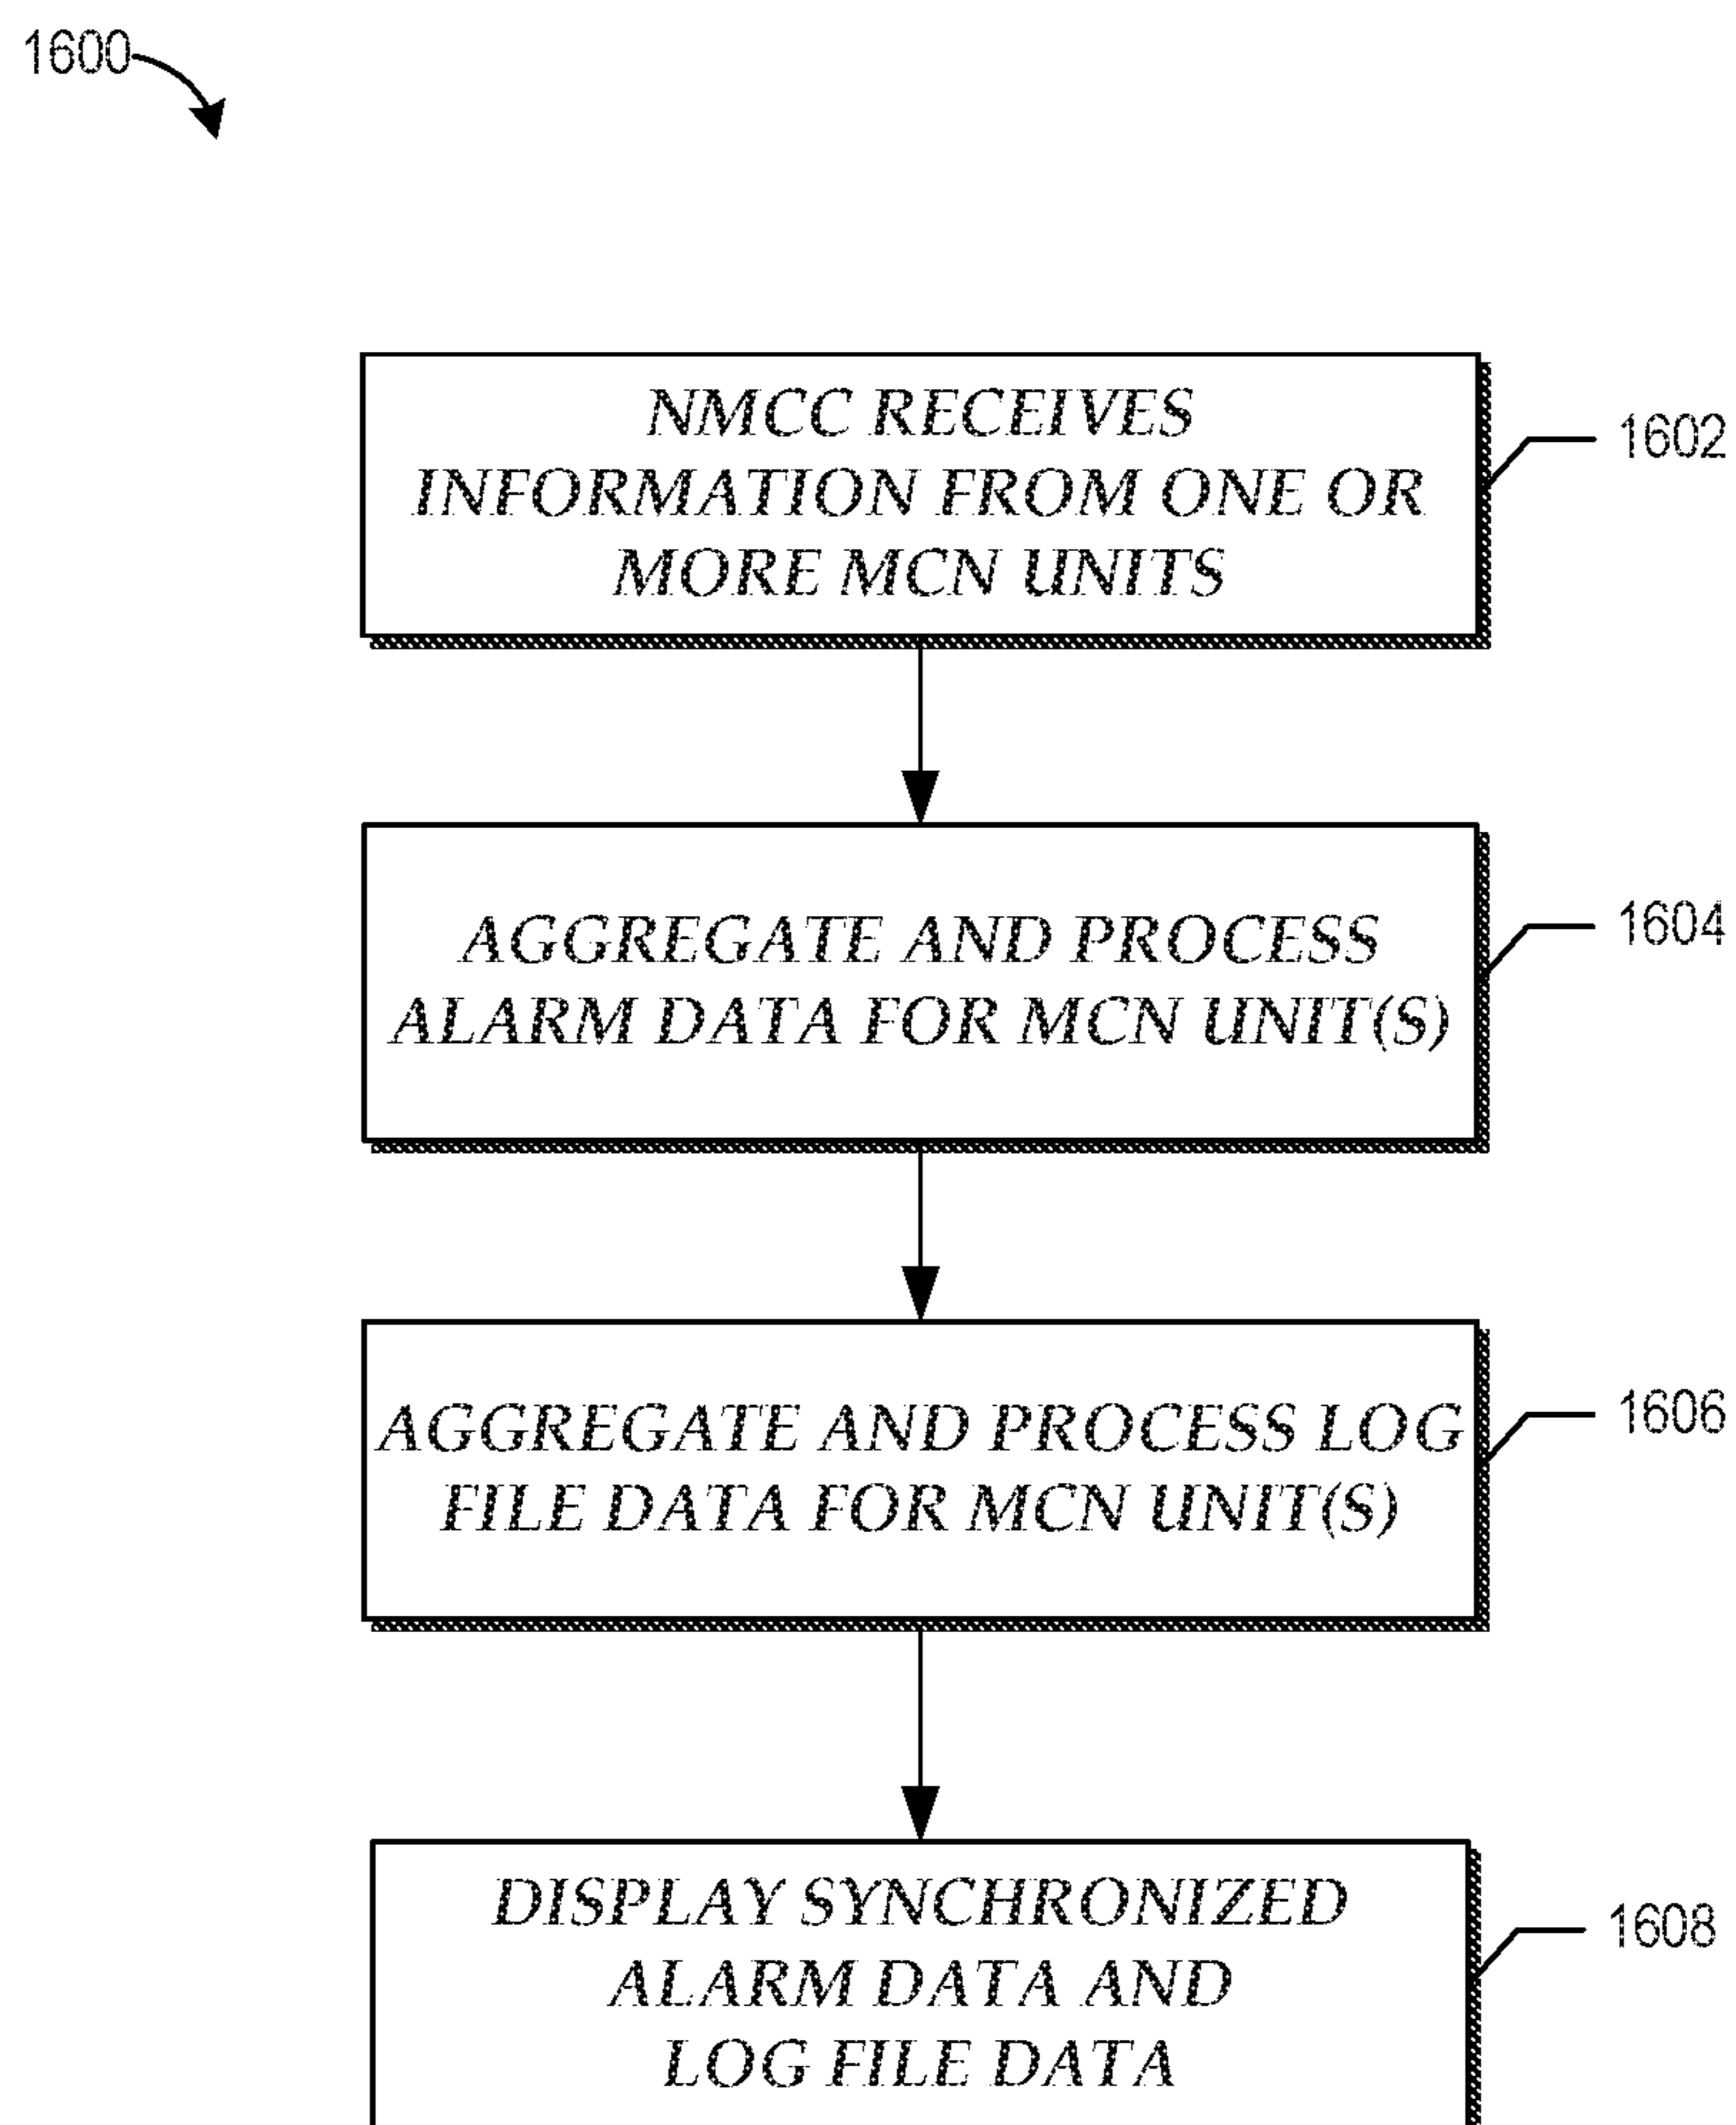 1600
NMCC RECEIVES
INFORMATION FROM ONE OR
MORE MCN UNITS
1602
AGGREGATE AND PROCESS
ALARM DATA FOR MCN UNIT(S)
1604
AGGREGATE AND PROCESS LOG
FILE DATA FOR MCN UNIT(S)
1606
DISPLAY SYNCHRONIZED
ALARM DATA AND
LOG FILE DATA
1608